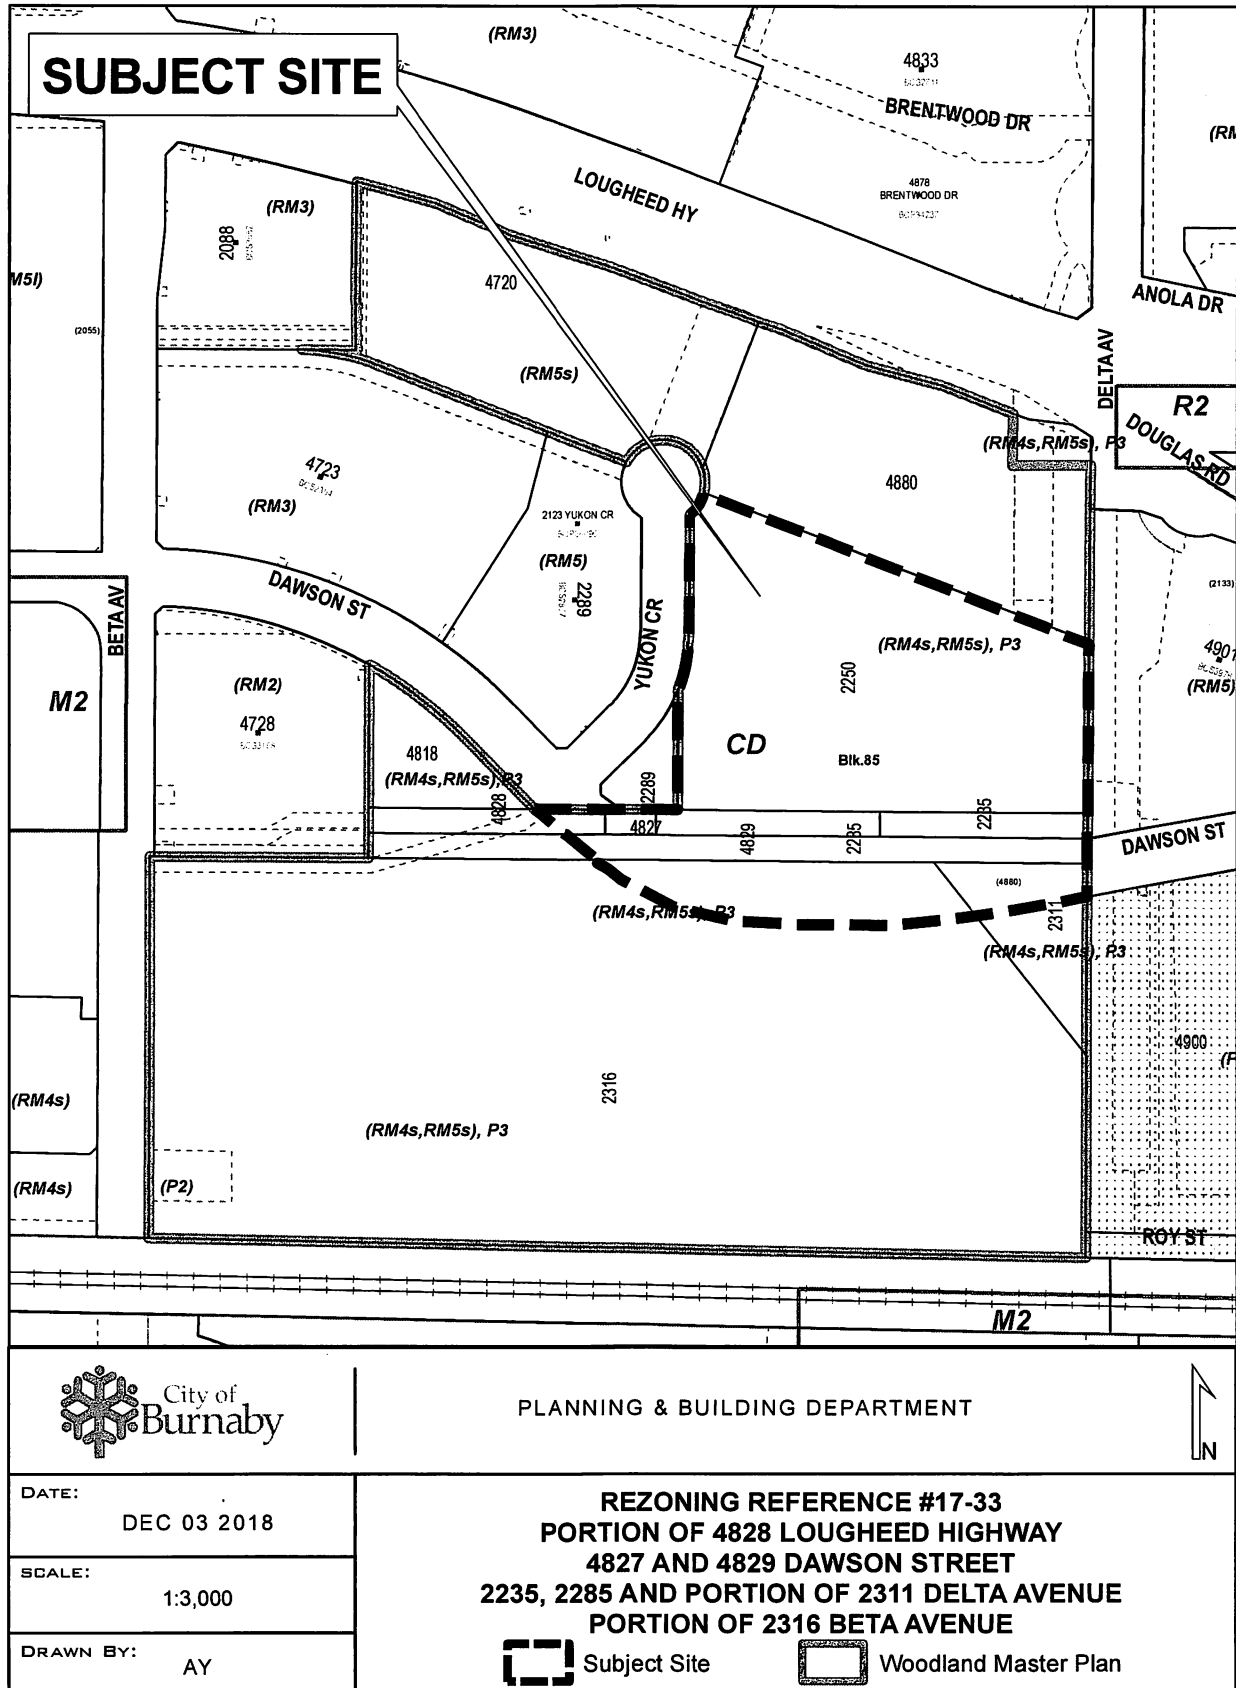 SUBJECT SITE
(RM3)
4833
BRENTWOOD DR
(RM
4878
BRENTWOOD DR
LOUGHEED HY
(RM3)
2088
M5l)
(2055)
4720
(RM5s)
ANOLA DR
DELTA AV
R2
DOUGLAS RD
(RM4s,RM5s), P3
4723
(RM3)
4880
2123 YUKON CR
(RM5)
2289
(2133)
DAWSON ST
BETA AV
YUKON CR
(RM4s,RM5s), P3
4901
(RM5)
M2
(RM2)
4728
2250
4818
(RM4s,RM5s), P3
CD
Blk.85
4828
2289
4827
4829
2285
2235
DAWSON ST
(4880)
(RM4s,RM5s), P3
2311
(RM4s,RM5s), P3
4900
(P
2316
(RM4s)
(RM4s,RM5s), P3
(RM4s)
(P2)
ROY ST
M2
City of
Burnaby
PLANNING & BUILDING DEPARTMENT
N
DATE:
DEC 03 2018
SCALE:
1:3,000
DRAWN BY:
AY
REZONING REFERENCE #17-33
PORTION OF 4828 LOUGHEED HIGHWAY
4827 AND 4829 DAWSON STREET
2235, 2285 AND PORTION OF 2311 DELTA AVENUE
PORTION OF 2316 BETA AVENUE
Subject Site
Woodland Master Plan